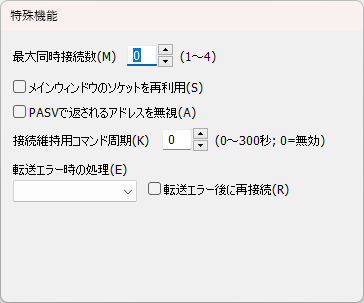 特殊機能
最大同時接続数(M) 0 (1～4)
メインウィンドウのソケットを再利用(S)
PASVで返されるアドレスを無視(A)
接続維持用コマンド周期(K) 0 (0～300秒; 0=無効)
転送エラー時の処理(E)
転送エラー後に再接続(R)